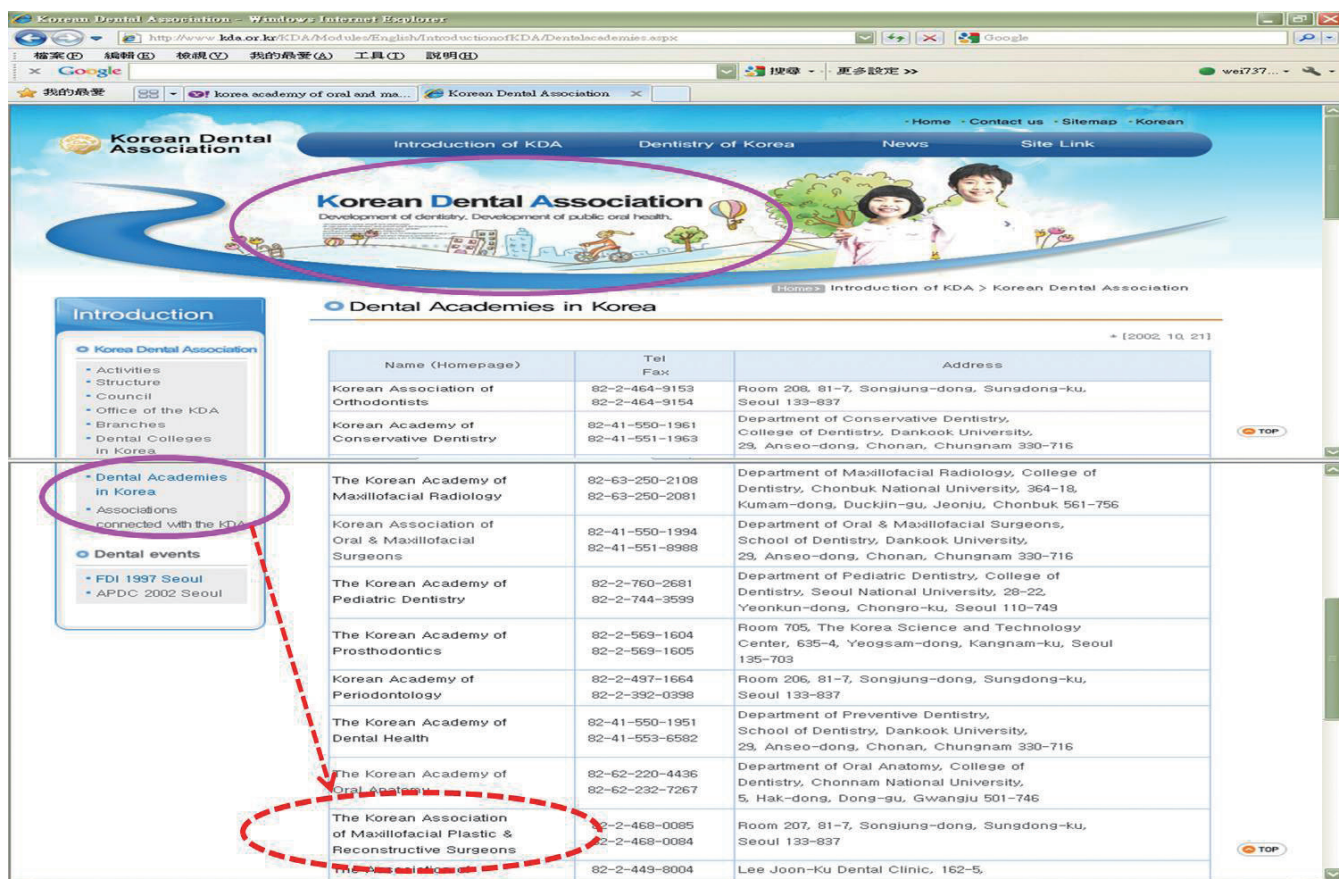 Korean Dental Association - Windows Internet Explorer
http://www.kda.or.kr/KDA/Modules/English/IntroductionofKDA/Dentalacademies.aspx
Google
檔案(F) 編輯(E) 檢視(V) 我的最愛(A) 工具(T) 說明(H)
× Google 搜尋 更多設定 >> wei737...
我的最愛 korea academy of oral and ma... Korean Dental Association ×
Home Contact us Sitemap Korean
Korean Dental
Association
Introduction of KDA Dentistry of Korea News Site Link
Korean Dental Association
Development of dentistry, Development of public oral health,
Home > Introduction of KDA > Korean Dental Association
Introduction
Korea Dental Association
Activities
Structure
Council
Office of the KDA
Branches
Dental Colleges
in Korea
Dental Academies
in Korea
Associations
connected with the KDA
Dental events
FDI 1997 Seoul
APDC 2002 Seoul
Dental Academies in Korea
[2002, 10, 21]
Name (Homepage)
Tel
Fax
Address
Korean Association of
Orthodontists
82-2-464-9153
82-2-464-9154
Room 208, 81-7, Songjung-dong, Sungdong-ku,
Seoul 133-837
Korean Academy of
Conservative Dentistry
82-41-550-1961
82-41-551-1963
Department of Conservative Dentistry,
College of Dentistry, Dankook University,
29, Anseo-dong, Chonan, Chungnam 330-716
TOP
The Korean Academy of
Maxillofacial Radiology
82-63-250-2108
82-63-250-2081
Department of Maxillofacial Radiology, College of
Dentistry, Chonbuk National University, 364-18,
Kumam-dong, Duckjin-gu, Jeonju, Chonbuk 561-756
Korean Association of
Oral & Maxillofacial
Surgeons
82-41-550-1994
82-41-551-8988
Department of Oral & Maxillofacial Surgeons,
School of Dentistry, Dankook University,
29, Anseo-dong, Chonan, Chungnam 330-716
The Korean Academy of
Pediatric Dentistry
82-2-760-2681
82-2-744-3599
Department of Pediatric Dentistry, College of
Dentistry, Seoul National University, 28-22,
Yeonkun-dong, Chongro-ku, Seoul 110-749
The Korean Academy of
Prosthodontics
82-2-569-1604
82-2-569-1605
Room 705, The Korea Science and Technology
Center, 635-4, Yeogsam-dong, Kangnam-ku, Seoul
135-703
Korean Academy of
Periodontology
82-2-497-1664
82-2-392-0398
Room 206, 81-7, Songjung-dong, Sungdong-ku,
Seoul 133-837
The Korean Academy of
Dental Health
82-41-550-1951
82-41-553-6582
Department of Preventive Dentistry,
School of Dentistry, Dankook University,
29, Anseo-dong, Chonan, Chungnam 330-716
The Korean Academy of
Oral Anatomy
82-62-220-4436
82-62-232-7267
Department of Oral Anatomy, College of
Dentistry, Chonnam National University,
5, Hak-dong, Dong-gu, Gwangju 501-746
The Korean Association
of Maxillofacial Plastic &
Reconstructive Surgeons
82-2-468-0085
82-2-468-0084
Room 207, 81-7, Songjung-dong, Sungdong-ku,
Seoul 133-837
TOP
The Association of
82-2-449-8004
Lee Joon-Ku Dental Clinic, 162-5,